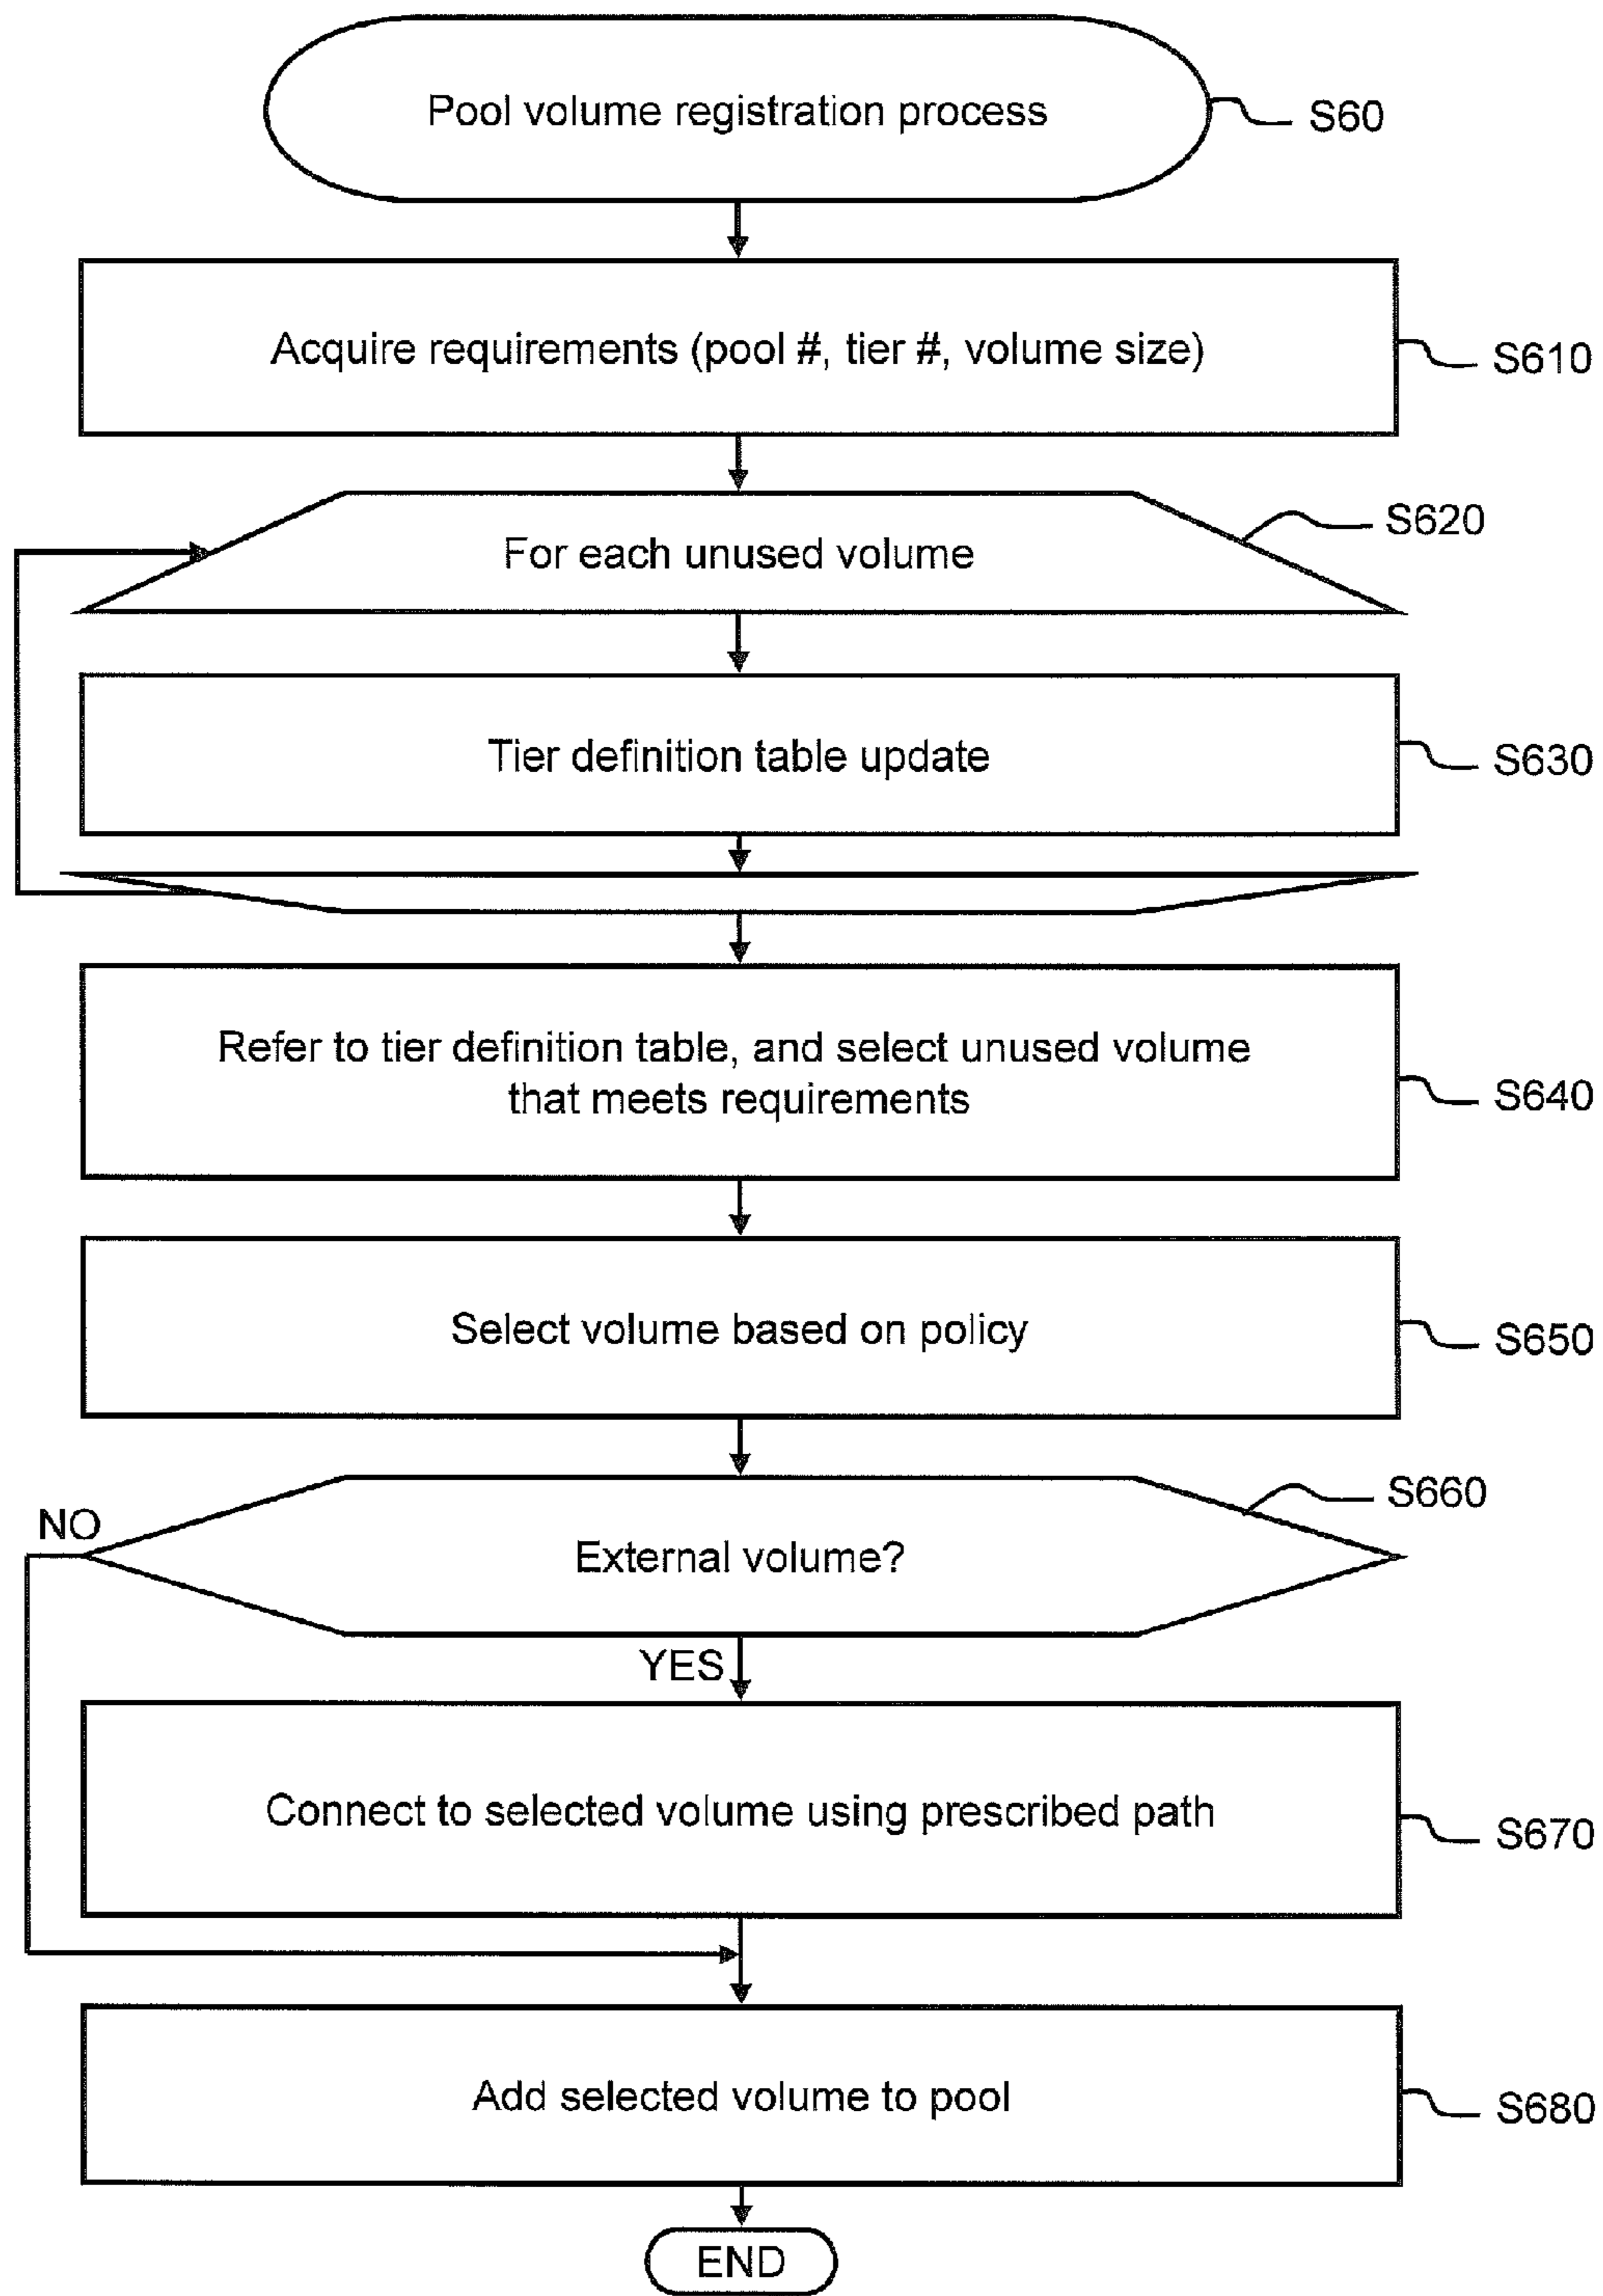 Pool volume registration process
S60
Acquire requirements (pool #, tier #, volume size)
S610
For each unused volume
S620
Tier definition table update
S630
Refer to tier definition table, and select unused volume
that meets requirements
S640
Select volume based on policy
S650
External volume?
S660
NO
YES
Connect to selected volume using prescribed path
S670
Add selected volume to pool
S680
END